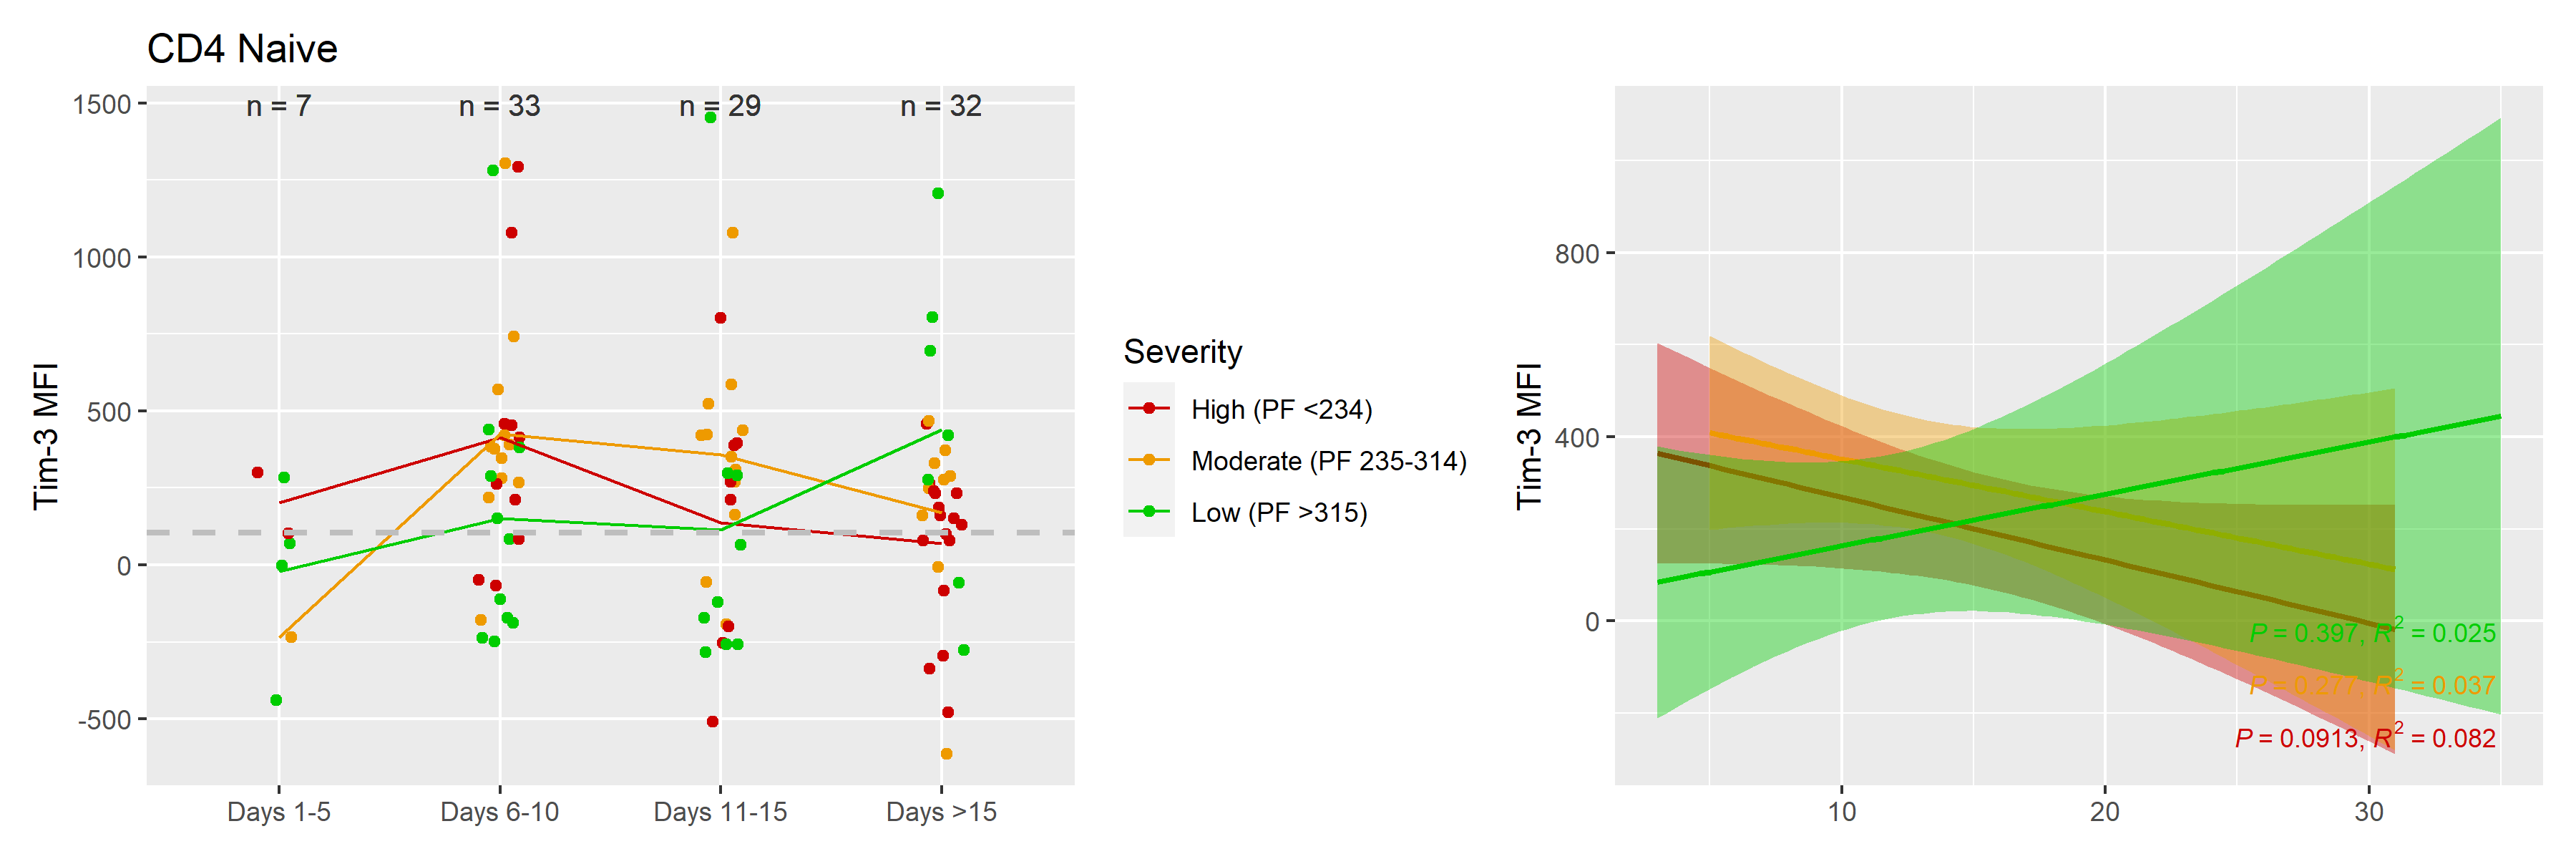 CD4 Naive
Tim-3 MFI
1500
1000
500
0
-500
n = 7
n = 33
n = 29
n = 32
Days 1-5
Days 6-10
Days 11-15
Days >15
Severity
High (PF <234)
Moderate (PF 235-314)
Low (PF >315)
Tim-3 MFI
800
400
0
P = 0.397, R² = 0.025
P = 0.277, R² = 0.037
P = 0.0913, R² = 0.082
10
20
30